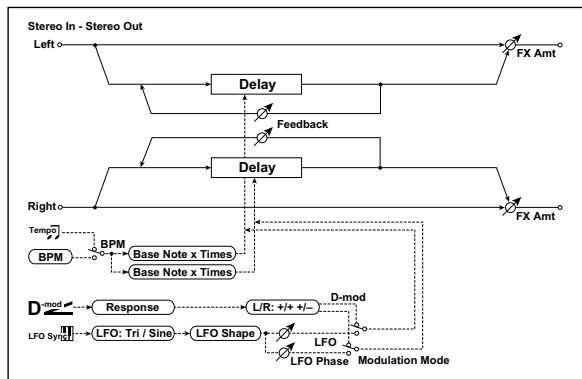 Stereo In - Stereo Out
Left
FX Amt
Delay
Feedback
Delay
Right
FX Amt
Tempo
BPM
BPM
Base Note x Times
Base Note x Times
D-mod
D-mod
Response
L/R: +/+ +/–
LFO Sync
LFO: Tri / Sine
LFO Shape
LFO
LFO Phase
Modulation Mode